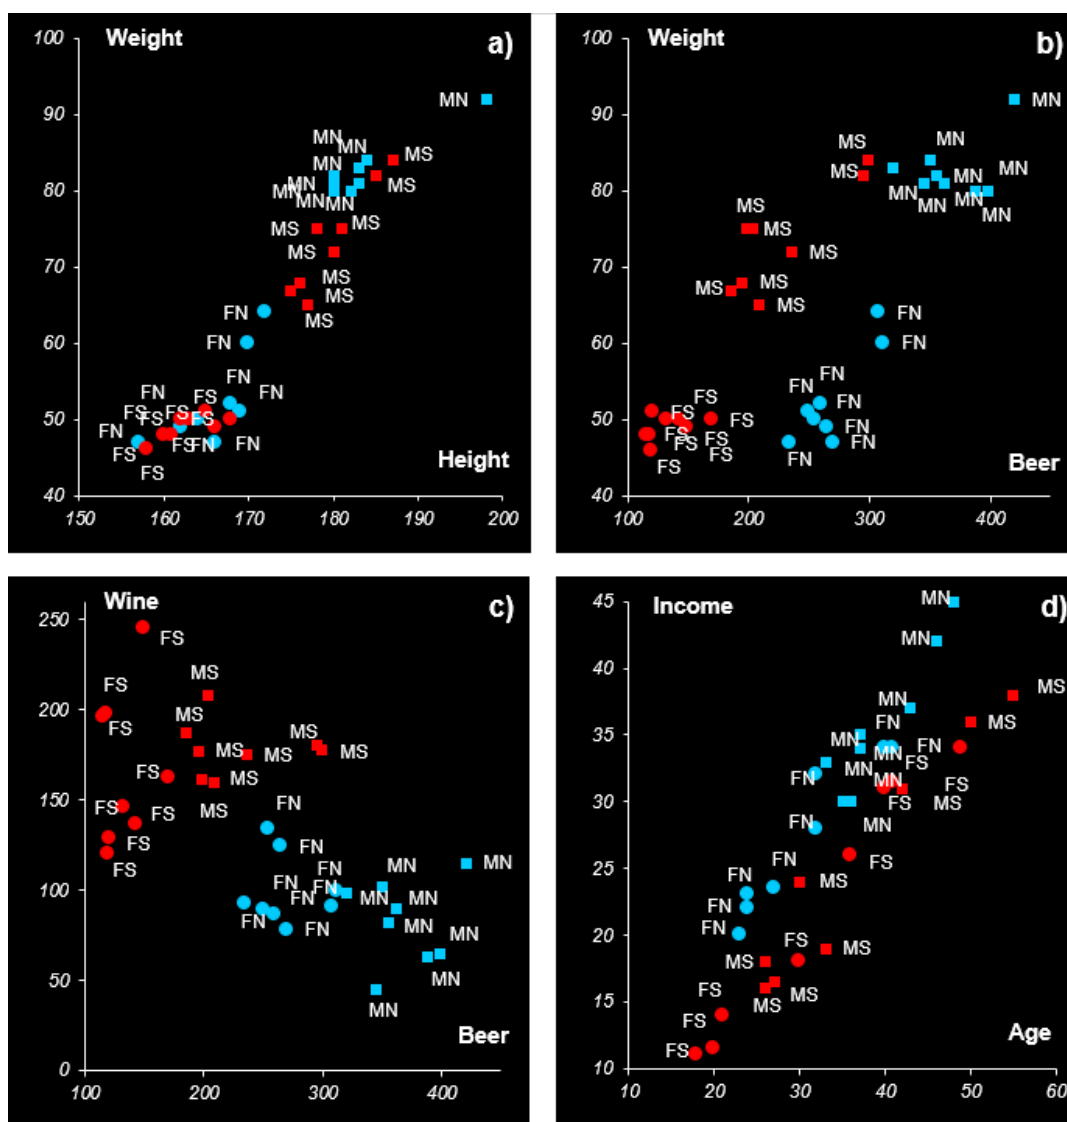 100 Weight a)
90 MN
MN
MN
MS
MN
80 MN MN MS
MN MN
MS
MS
70 MS
MS
MS
MS
60 FN
FN
FN
FN FN
FS
50 FS FS FS FS
FN
FS FN FN
FS
Height
FS
40
150 160 170 180 190 200
100 Weight b)
90 MN
MN
MS
MS MN MN
80 MN MN MN
MN MN
MS MS
70 MS
MS MS
MS
60 FN
FN
FN
FN FN
50 FS FS
FS FS FN
FN
FS FS FN
Beer
40
100 200 300 400
Wine c)
250
FS
MS
FS
200 MS
FS
MS MS
MS MS
FS MS
150 FS FS MS
FN
FS FN
FS
100 FN MN MN
FN FN FN MN MN
FN FN MN
MN
50 MN
MN
Beer
0
100 200 300 400
45 Income MN d)
40 MN
MS
35 MN FN MS
MN MN FN
FN MN MN FS FS
30 FS MS
FN MN
25 FN FS
FN MS
FN
20 FN FS MS
MS
15 FS MS MS
FS
FS Age
10
10 20 30 40 50 60